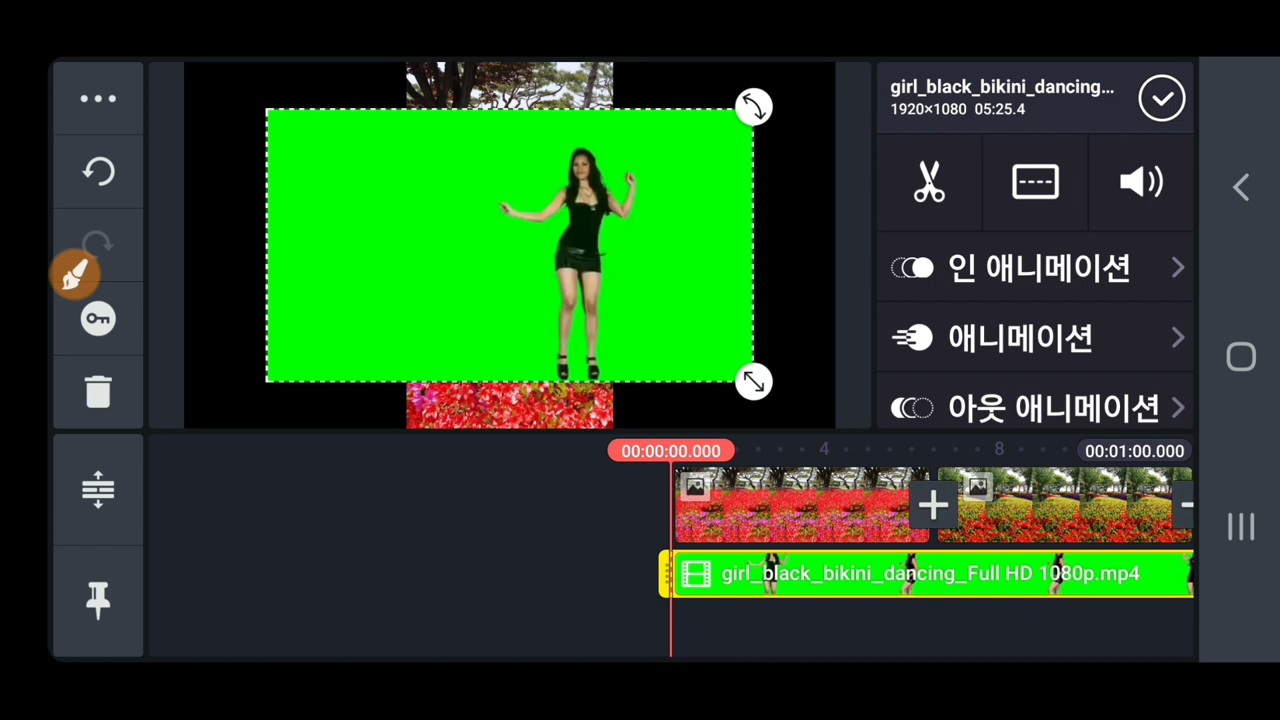 girl_black_bikini_dancing...
1920×1080 05:25.4
인 애니메이션
애니메이션
아웃 애니메이션
00:00:00.000
4
8
00:01:00.000
girl_black_bikini_dancing_Full HD 1080p.mp4